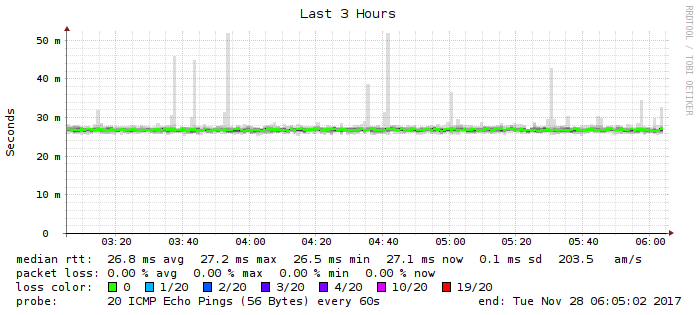 Last 3 Hours
RRDTOOL / TOBI OETIKER
Seconds
50 m
40 m
30 m
20 m
10 m
0
03:20 03:40 04:00 04:20 04:40 05:00 05:20 05:40 06:00
median rtt: 26.8 ms avg 27.2 ms max 26.5 ms min 27.1 ms now 0.1 ms sd 203.5 am/s
packet loss: 0.00 % avg 0.00 % max 0.00 % min 0.00 % now
loss color: 0 1/20 2/20 3/20 4/20 10/20 19/20
probe: 20 ICMP Echo Pings (56 Bytes) every 60s end: Tue Nov 28 06:05:02 2017